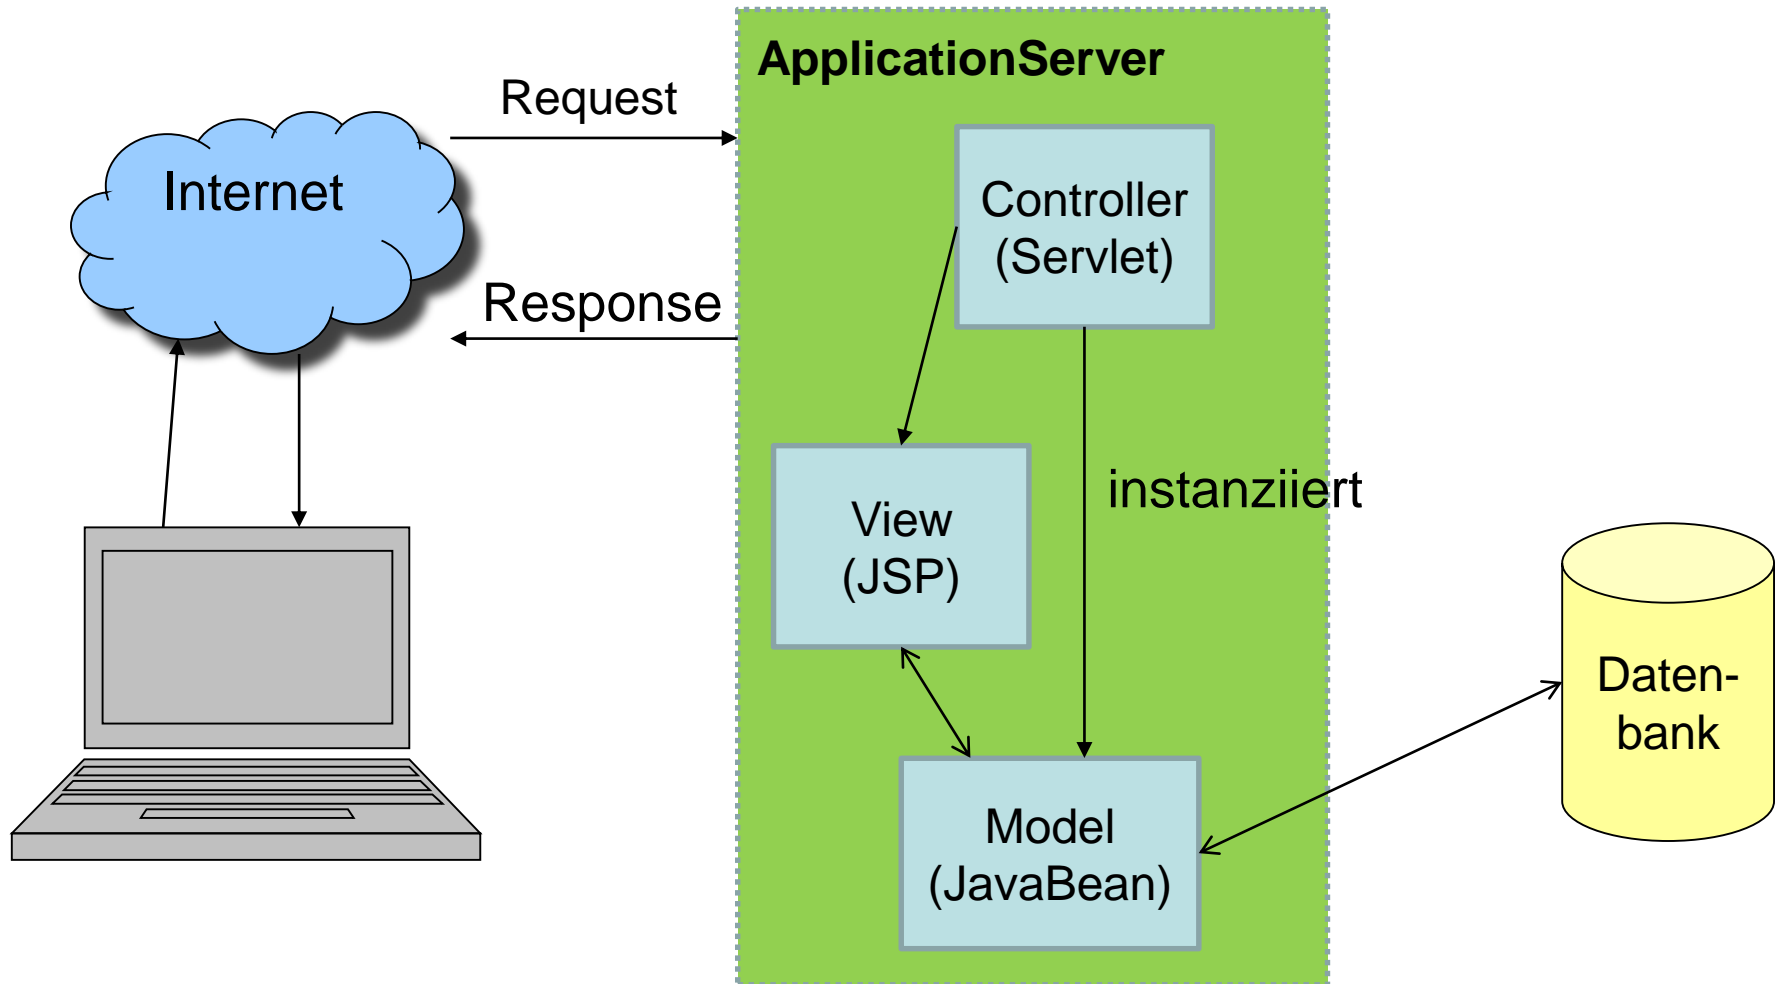 ApplicationServer
Request
Internet
Controller
(Servlet)
Response
instanziiert
View
(JSP)
Daten-
bank
Model
(JavaBean)